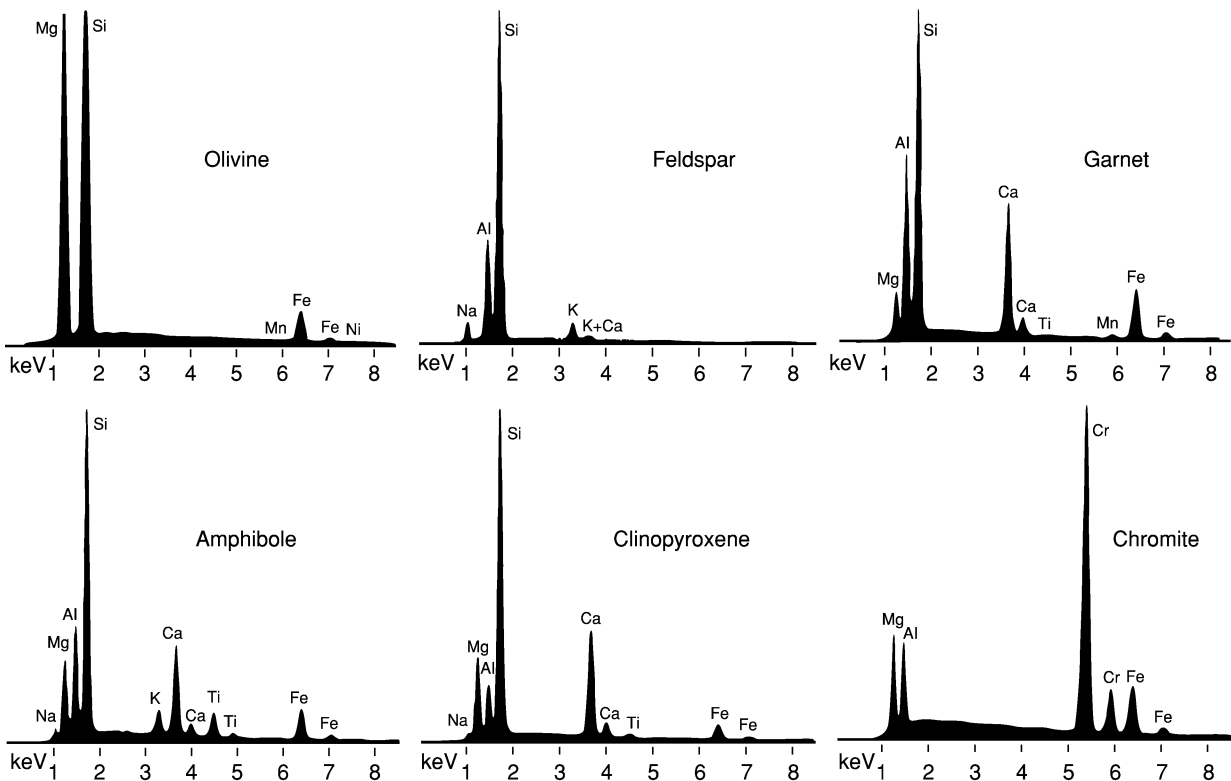 Mg Si
Olivine
Fe
Mn Fe Ni
keV 1 2 3 4 5 6 7 8
Si
Feldspar
Al
Na K
K+Ca
keV 1 2 3 4 5 6 7 8
Si
Garnet
Al
Ca
Mg Fe
Ca
Ti Mn Fe
keV 1 2 3 4 5 6 7 8
Si
Amphibole
Al
Mg Ca
K Ti Fe
Na Ca Ti Fe
keV 1 2 3 4 5 6 7 8
Si
Clinopyroxene
Ca
Mg
Al
Na Ca Ti Fe Fe
keV 1 2 3 4 5 6 7 8
Cr
Chromite
Mg Al
Cr Fe
Fe
keV 1 2 3 4 5 6 7 8